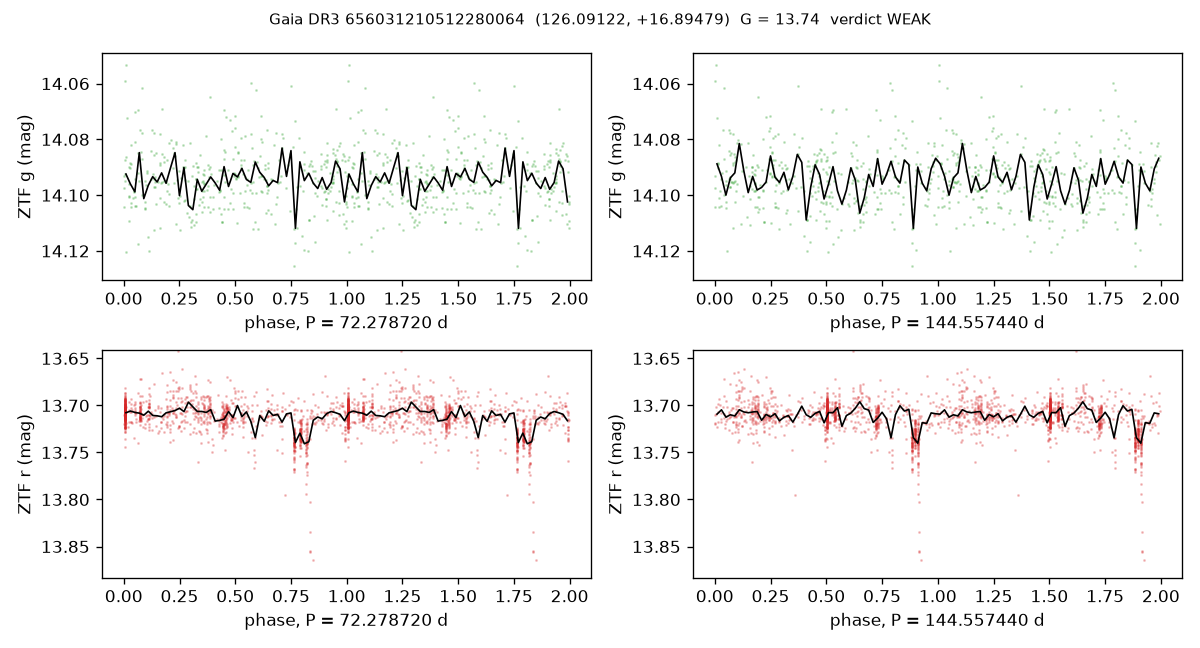 Gaia DR3 656031210512280064  (126.09122, +16.89479)  G = 13.74  verdict WEAK
ZTF g (mag)
14.06
14.08
14.10
14.12
0.00 0.25 0.50 0.75 1.00 1.25 1.50 1.75 2.00
phase, P = 72.278720 d
ZTF g (mag)
14.06
14.08
14.10
14.12
0.00 0.25 0.50 0.75 1.00 1.25 1.50 1.75 2.00
phase, P = 144.557440 d
ZTF r (mag)
13.65
13.70
13.75
13.80
13.85
0.00 0.25 0.50 0.75 1.00 1.25 1.50 1.75 2.00
phase, P = 72.278720 d
ZTF r (mag)
13.65
13.70
13.75
13.80
13.85
0.00 0.25 0.50 0.75 1.00 1.25 1.50 1.75 2.00
phase, P = 144.557440 d